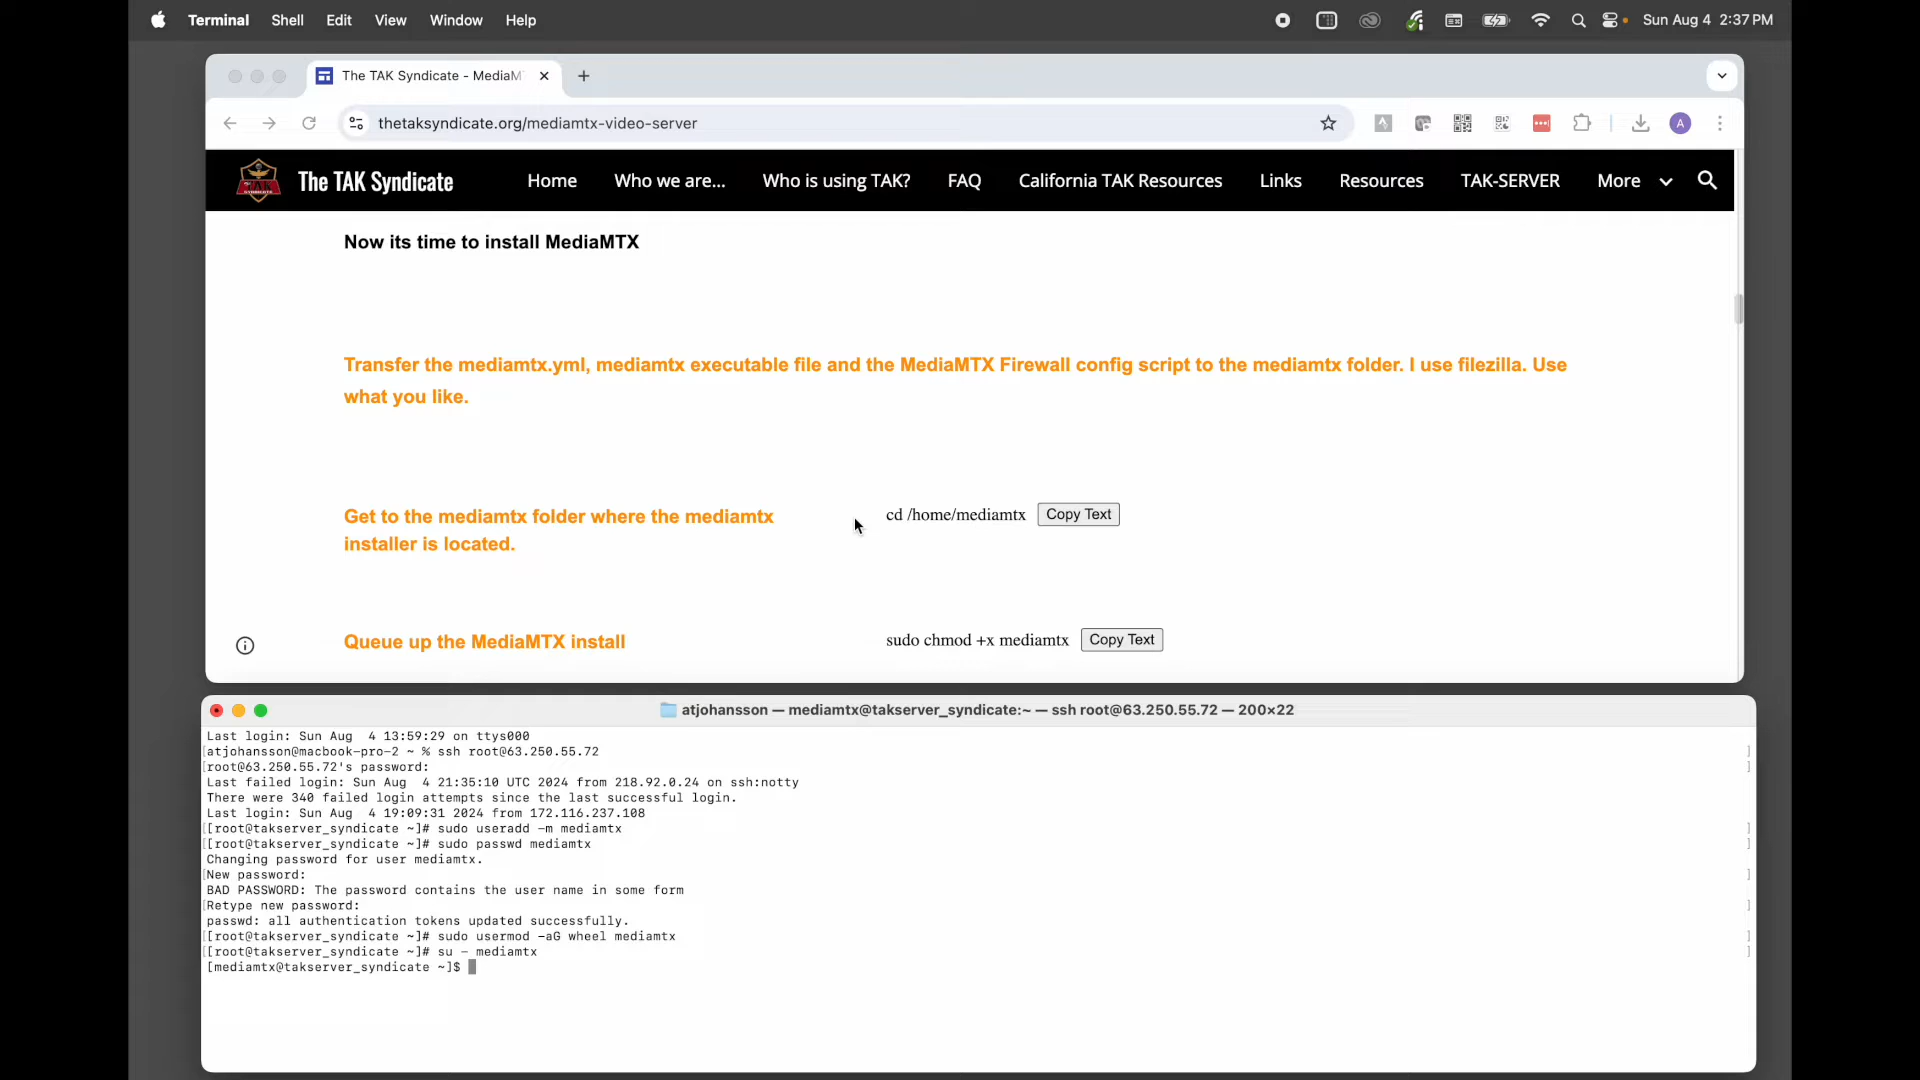 Terminal Shell Edit View Window Help Sun Aug 4 2:37 PM
The TAK Syndicate - MediaM
thetaksyndicate.org/mediamtx-video-server A
The TAK Syndicate Home Who we are... Who is using TAK? FAQ California TAK Resources Links Resources TAK-SERVER More
Now its time to install MediaMTX
Transfer the mediamtx.yml, mediamtx executable file and the MediaMTX Firewall config script to the mediamtx folder. I use filezilla. Use
what you like.
Get to the mediamtx folder where the mediamtx
installer is located.
cd /home/mediamtx Copy Text
Queue up the MediaMTX install
sudo chmod +x mediamtx Copy Text
atjohansson — mediamtx@takserver_syndicate:~ — ssh root@63.250.55.72 — 200×22
Last login: Sun Aug  4 13:59:29 on ttys000
[atjohansson@macbook-pro-2 ~ % ssh root@63.250.55.72 ]
[root@63.250.55.72's password: ]
Last failed login: Sun Aug  4 21:35:10 UTC 2024 from 218.92.0.24 on ssh:notty
There were 340 failed login attempts since the last successful login.
Last login: Sun Aug  4 19:09:31 2024 from 172.116.237.108
[[root@takserver_syndicate ~]# sudo useradd -m mediamtx ]
[[root@takserver_syndicate ~]# sudo passwd mediamtx ]
Changing password for user mediamtx.
[New password: ]
BAD PASSWORD: The password contains the user name in some form
[Retype new password: ]
passwd: all authentication tokens updated successfully.
[[root@takserver_syndicate ~]# sudo usermod -aG wheel mediamtx ]
[[root@takserver_syndicate ~]# su - mediamtx ]
[mediamtx@takserver_syndicate ~]$